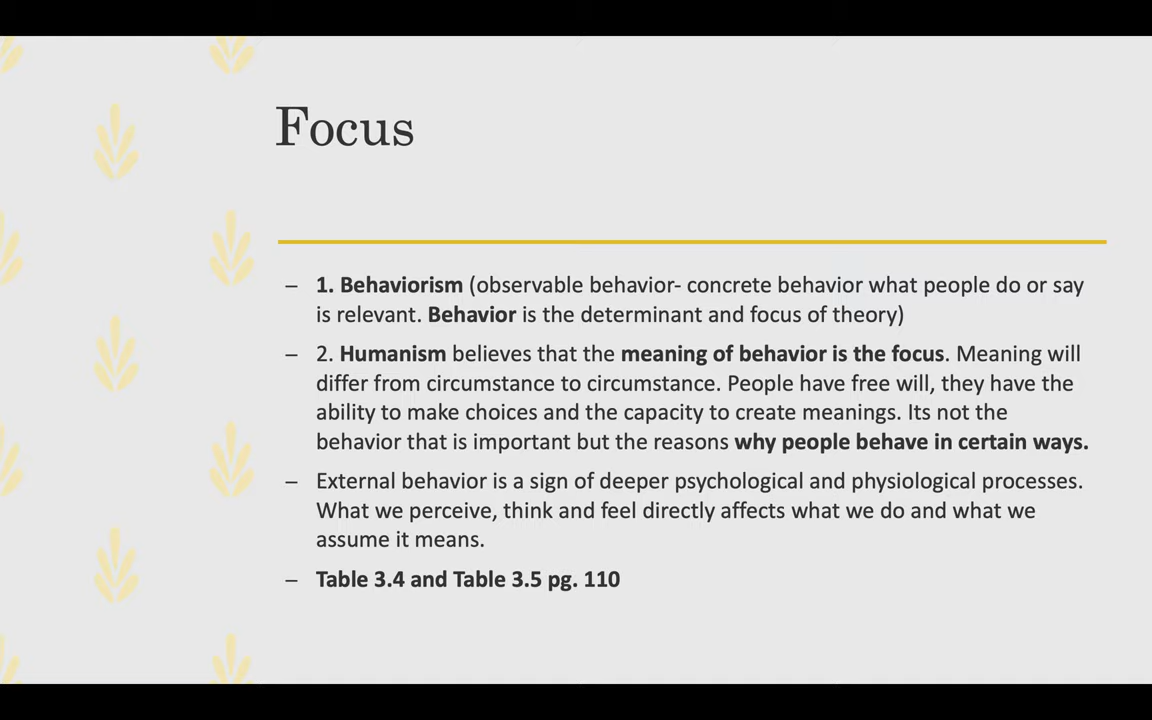 Focus
– 1. Behaviorism (observable behavior- concrete behavior what people do or say
is relevant. Behavior is the determinant and focus of theory)
– 2. Humanism believes that the meaning of behavior is the focus. Meaning will
differ from circumstance to circumstance. People have free will, they have the
ability to make choices and the capacity to create meanings. Its not the
behavior that is important but the reasons why people behave in certain ways.
– External behavior is a sign of deeper psychological and physiological processes.
What we perceive, think and feel directly affects what we do and what we
assume it means.
– Table 3.4 and Table 3.5 pg. 110